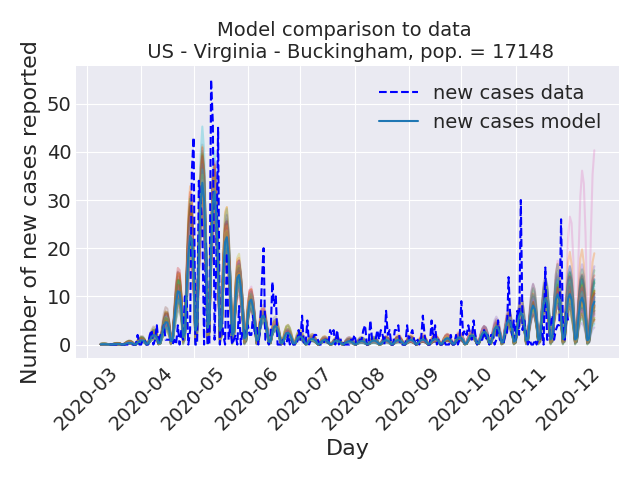 Model comparison to data
US - Virginia - Buckingham, pop. = 17148
Number of new cases reported
50
40
30
20
10
0
new cases data
new cases model
2020-03
2020-04
2020-05
2020-06
2020-07
2020-08
2020-09
2020-10
2020-11
2020-12
Day